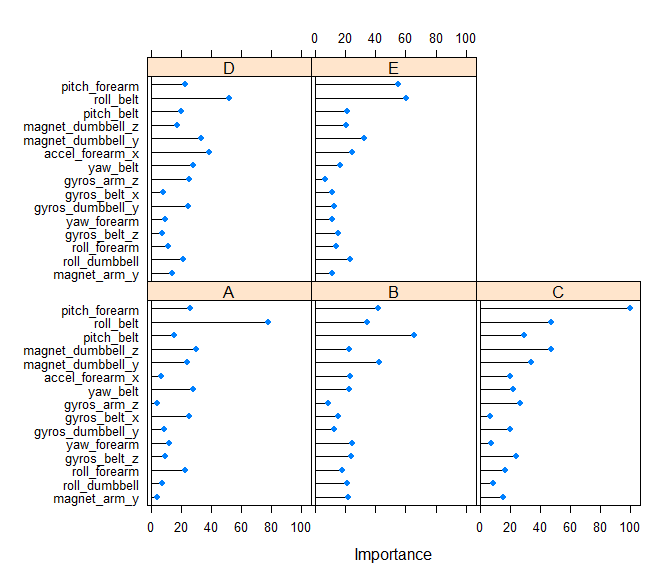 0 20 40 60 80 100
D E
pitch_forearm
roll_belt
pitch_belt
magnet_dumbbell_z
magnet_dumbbell_y
accel_forearm_x
yaw_belt
gyros_arm_z
gyros_belt_x
gyros_dumbbell_y
yaw_forearm
gyros_belt_z
roll_forearm
roll_dumbbell
magnet_arm_y
A B C
pitch_forearm
roll_belt
pitch_belt
magnet_dumbbell_z
magnet_dumbbell_y
accel_forearm_x
yaw_belt
gyros_arm_z
gyros_belt_x
gyros_dumbbell_y
yaw_forearm
gyros_belt_z
roll_forearm
roll_dumbbell
magnet_arm_y
0 20 40 60 80 100 0 20 40 60 80 100
Importance